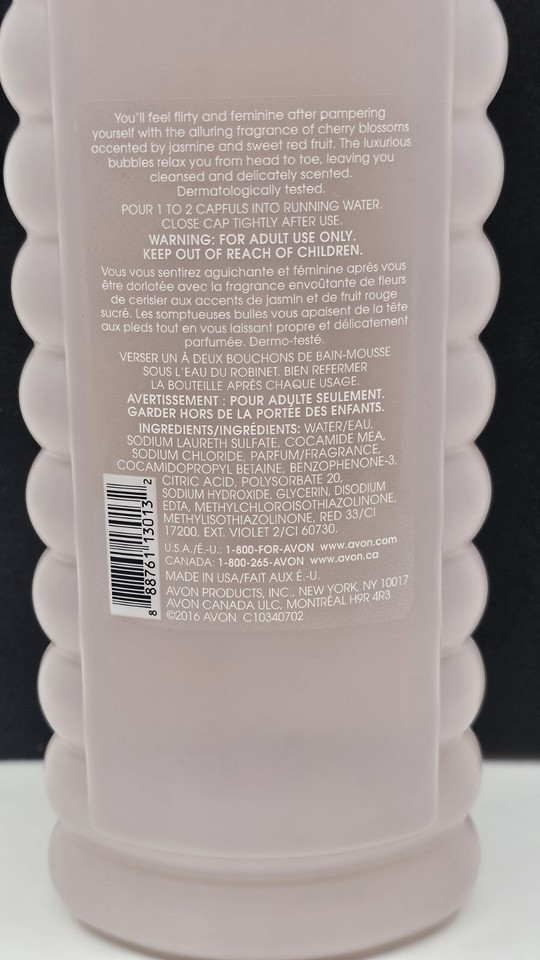 You'll feel flirty and feminine after pampering
yourself with the alluring fragrance of cherry blossoms
accented by jasmine and sweet red fruit. The luxurious
bubbles relax you from head to toe, leaving you
cleansed and delicately scented.
Dermatologically tested.
POUR 1 TO 2 CAPFULS INTO RUNNING WATER.
CLOSE CAP TIGHTLY AFTER USE.
WARNING: FOR ADULT USE ONLY.
KEEP OUT OF REACH OF CHILDREN.
Vous vous sentirez aguichante et féminine après vous
être dorlotée avec la fragrance envoûtante de fleurs
de cerisier aux accents de jasmin et de fruit rouge
sucré. Les somptueuses bulles vous apaisent de la tête
aux pieds tout en vous laissant propre et délicatement
parfumée. Dermo-testé.
VERSER UN À DEUX BOUCHONS DE BAIN-MOUSSE
SOUS L'EAU DU ROBINET. BIEN REFERMER
LA BOUTEILLE APRÈS CHAQUE USAGE.
AVERTISSEMENT : POUR ADULTE SEULEMENT.
GARDER HORS DE LA PORTÉE DES ENFANTS.
INGREDIENTS/INGRÉDIENTS: WATER/EAU,
SODIUM LAURETH SULFATE, COCAMIDE MEA,
SODIUM CHLORIDE, PARFUM/FRAGRANCE,
COCAMIDOPROPYL BETAINE, BENZOPHENONE-3,
CITRIC ACID, POLYSORBATE 20,
SODIUM HYDROXIDE, GLYCERIN, DISODIUM
EDTA, METHYLCHLOROISOTHIAZOLINONE,
METHYLISOTHIAZOLINONE, RED 33/CI
17200, EXT. VIOLET 2/CI 60730.
U.S.A./É.-U.: 1-800-FOR-AVON www.avon.com
CANADA: 1-800-265-AVON www.avon.ca
MADE IN USA/FAIT AUX É.-U.
AVON PRODUCTS, INC., NEW YORK, NY 10017
AVON CANADA ULC, MONTRÉAL H9R 4R3
©2016 AVON C10340702
8 88761 13013 2